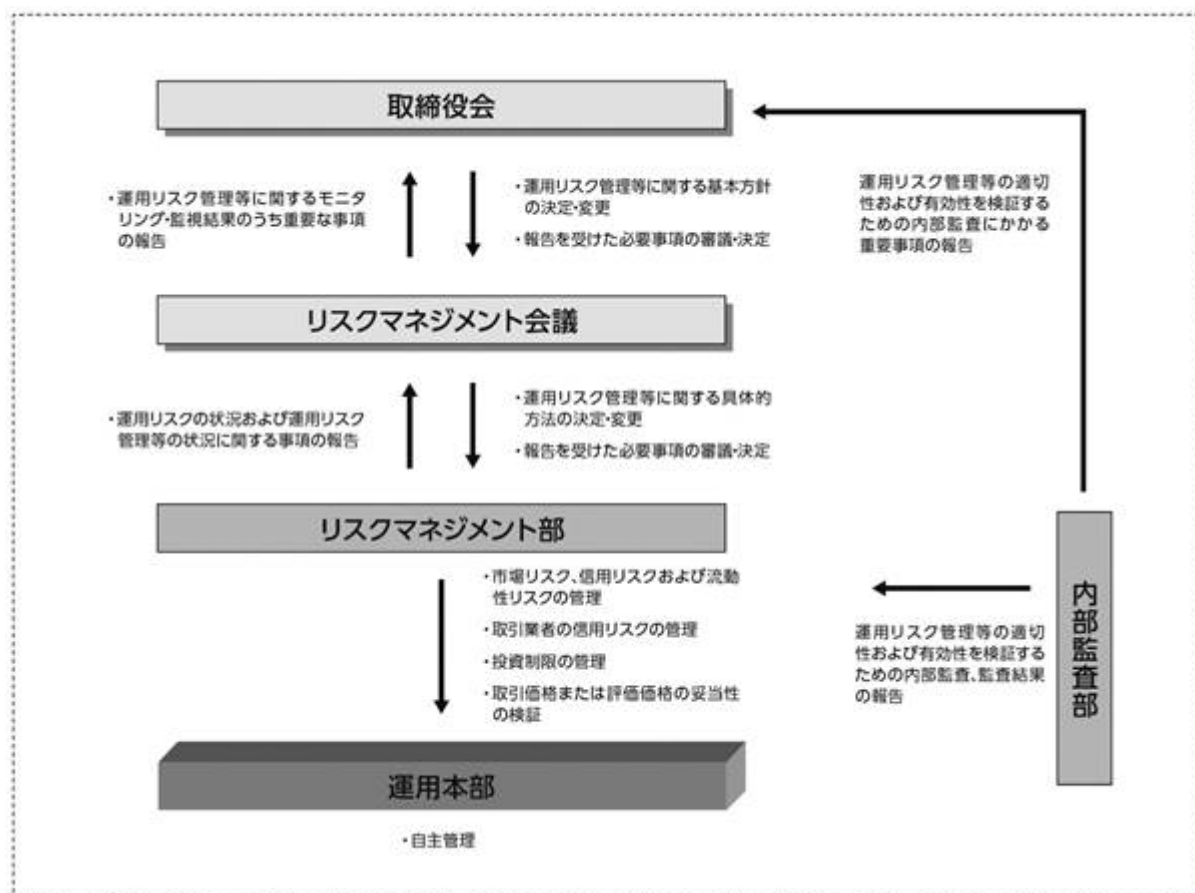 取締役会
・運用リスク管理等に関するモニタ
リング・監視結果のうち重要な事項
の報告
・運用リスク管理等に関する基本方針
の決定・変更
・報告を受けた必要事項の審議・決定
運用リスク管理等の適切
性および有効性を検証する
ための内部監査にかかる
重要事項の報告
リスクマネジメント会議
・運用リスクの状況および運用リスク
管理等の状況に関する事項の報告
・運用リスク管理等に関する具体的
方法の決定・変更
・報告を受けた必要事項の審議・決定
リスクマネジメント部
・市場リスク、信用リスクおよび流動
性リスクの管理
・取引業者の信用リスクの管理
・投資制限の管理
・取引価格または評価価格の妥当性
の検証
運用リスク管理等の適切
性および有効性を検証する
ための内部監査、監査結果
の報告
内部監査部
運用本部
・自主管理